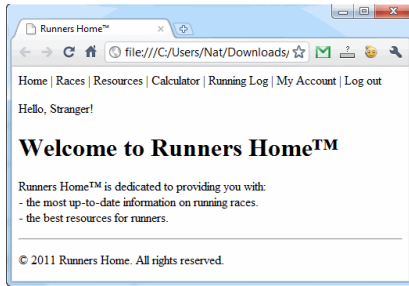 Runners Home™
file:///C:/Users/Nat/Downloads/
Home | Races | Resources | Calculator | Running Log | My Account | Log out
Hello, Stranger!
Welcome to Runners Home™
Runners Home™ is dedicated to providing you with:
- the most up-to-date information on running races.
- the best resources for runners.
© 2011 Runners Home. All rights reserved.